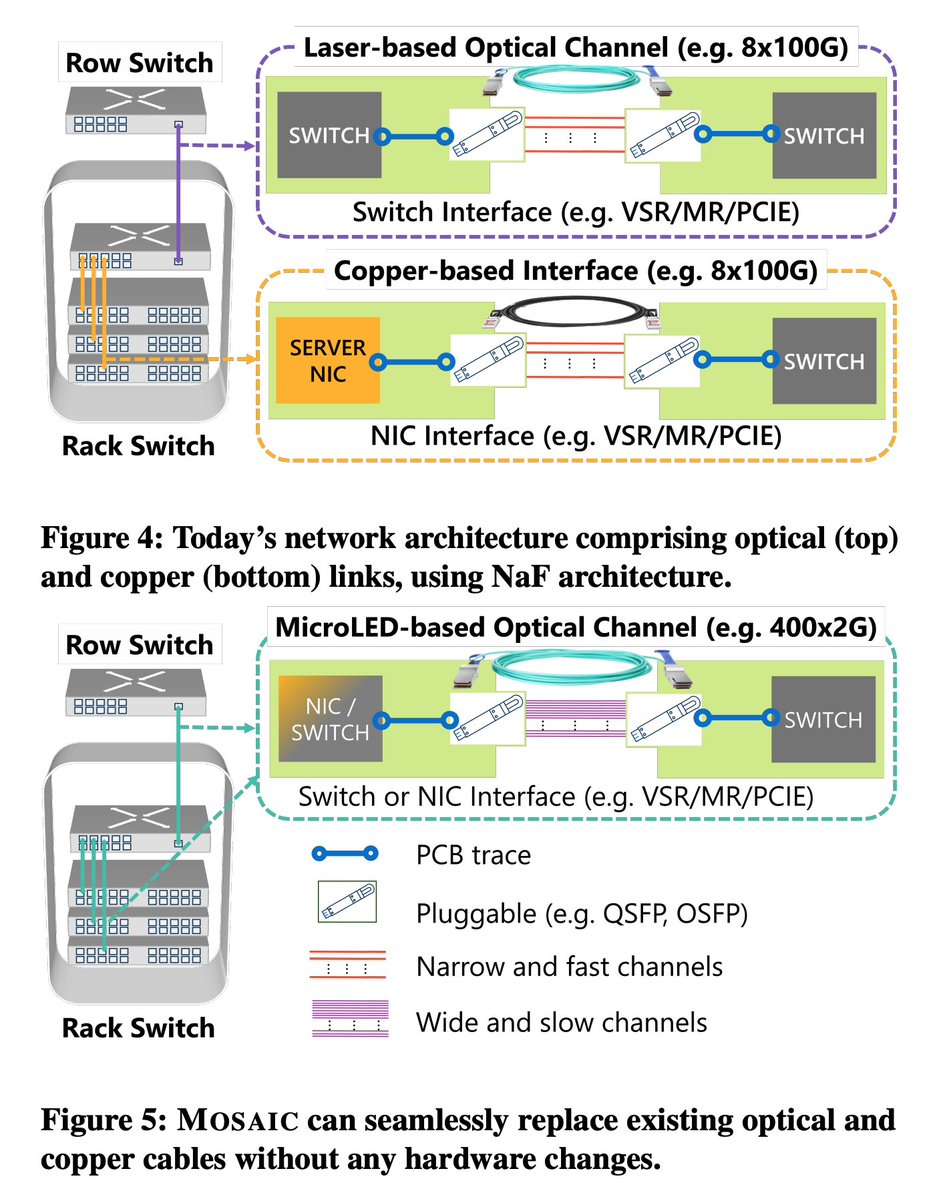 Laser-based Optical Channel (e.g. 8x100G)
Row Switch
SWITCH
SWITCH
Switch Interface (e.g. VSR/MR/PCIE)
Copper-based Interface (e.g. 8x100G)
SERVER
NIC
SWITCH
NIC Interface (e.g. VSR/MR/PCIE)
Rack Switch
Figure 4: Today’s network architecture comprising optical (top)
and copper (bottom) links, using NaF architecture.
MicroLED-based Optical Channel (e.g. 400x2G)
Row Switch
NIC /
SWITCH
SWITCH
Switch or NIC Interface (e.g. VSR/MR/PCIE)
PCB trace
Pluggable (e.g. QSFP, OSFP)
Narrow and fast channels
Wide and slow channels
Rack Switch
Figure 5: MOSAIC can seamlessly replace existing optical and
copper cables without any hardware changes.